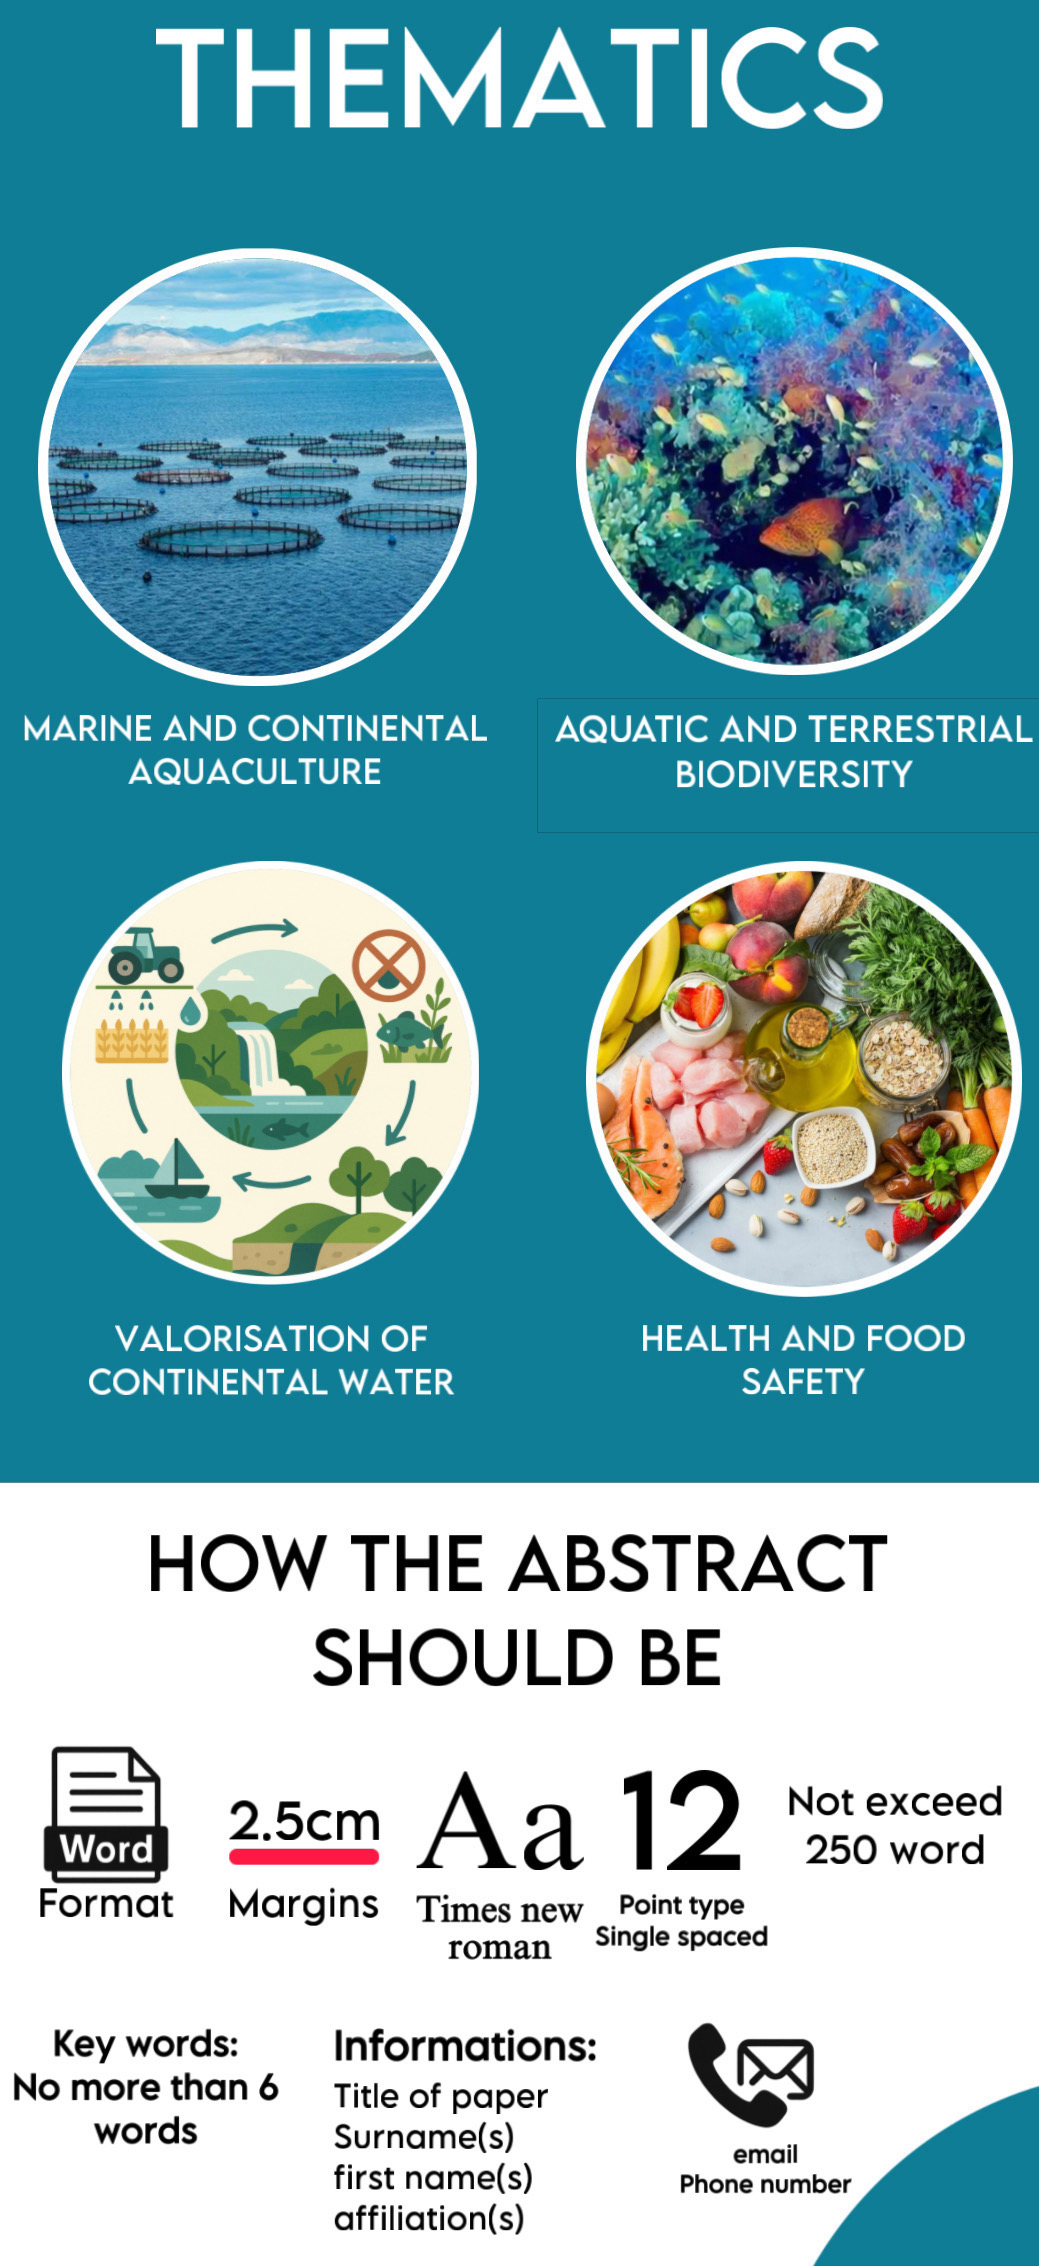 THEMATICS
MARINE AND CONTINENTAL
AQUACULTURE
AQUATIC AND TERRESTRIAL
BIODIVERSITY
VALORISATION OF
CONTINENTAL WATER
HEALTH AND FOOD
SAFETY
HOW THE ABSTRACT
SHOULD BE
Word
Format
2.5cm
Margins
Aa
Times new
roman
12
Point type
Single spaced
Not exceed
250 word
Key words:
No more than 6
words
Informations:
Title of paper
Surname(s)
first name(s)
affiliation(s)
email
Phone number